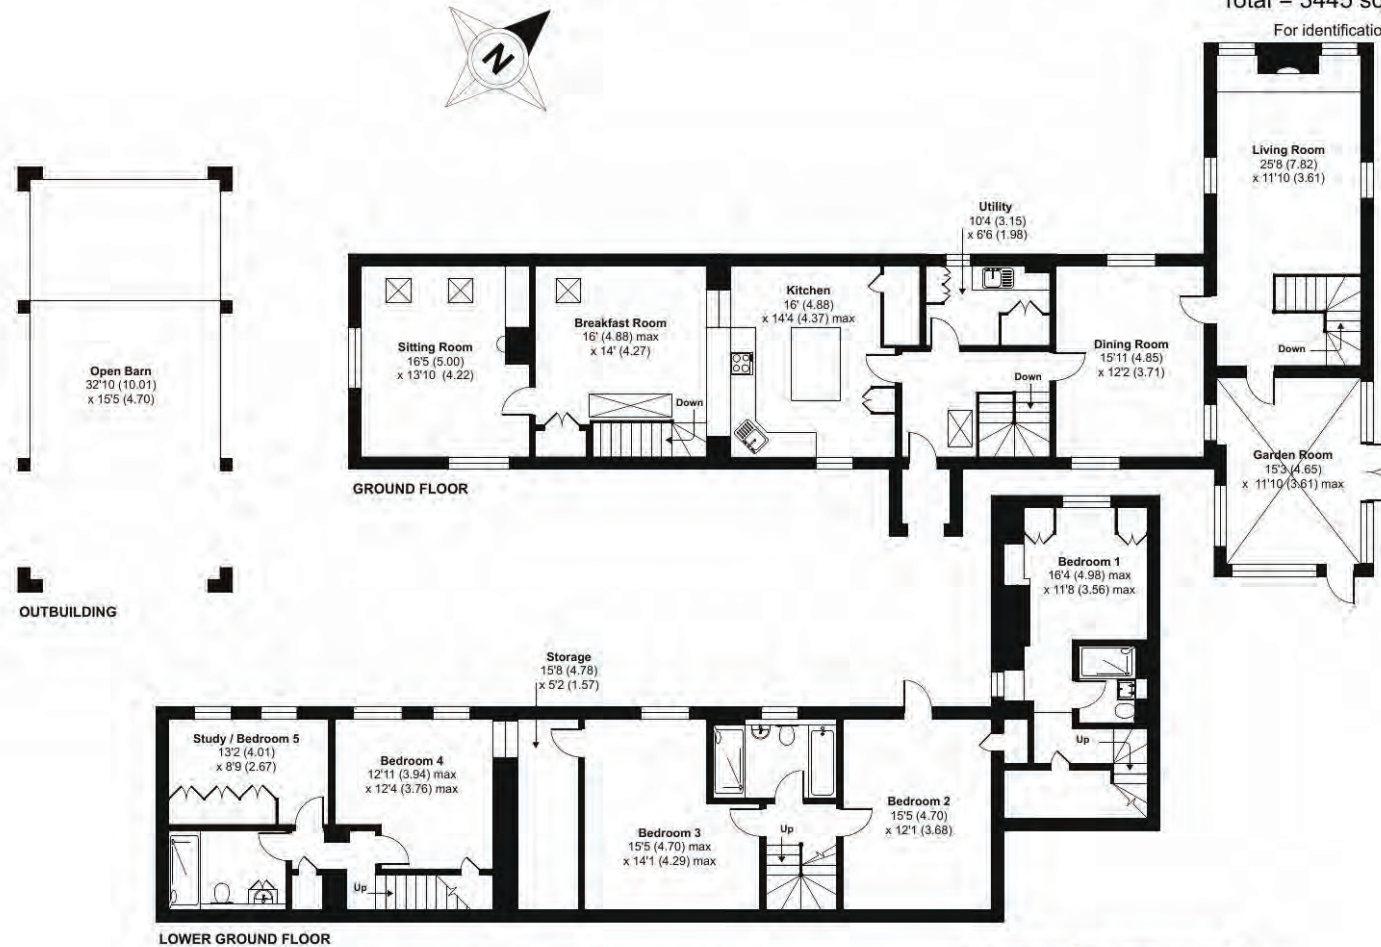 Total = 3445
For identificatio
N
Living Room
25'8 (7.82)
x 11'10 (3.61)
Utility
10'4 (3.15)
x 6'6 (1.98)
Kitchen
16' (4.88)
x 14'4 (4.37) max
Breakfast Room
16' (4.88) max
x 14' (4.27)
Sitting Room
16'5 (5.00)
x 13'10 (4.22)
Dining Room
15'11 (4.85)
x 12'2 (3.71)
Down
Down
Down
Open Barn
32'10 (10.01)
x 15'5 (4.70)
Garden Room
15'3 (4.65)
x 11'10 (3.61) max
GROUND FLOOR
OUTBUILDING
Bedroom 1
16'4 (4.98) max
x 11'8 (3.56) max
Up
Storage
15'8 (4.78)
x 5'2 (1.57)
Study / Bedroom 5
13'2 (4.01)
x 8'9 (2.67)
Bedroom 4
12'11 (3.94) max
x 12'4 (3.76) max
Up
Bedroom 3
15'5 (4.70) max
x 14'1 (4.29) max
Up
Bedroom 2
15'5 (4.70)
x 12'1 (3.68)
LOWER GROUND FLOOR